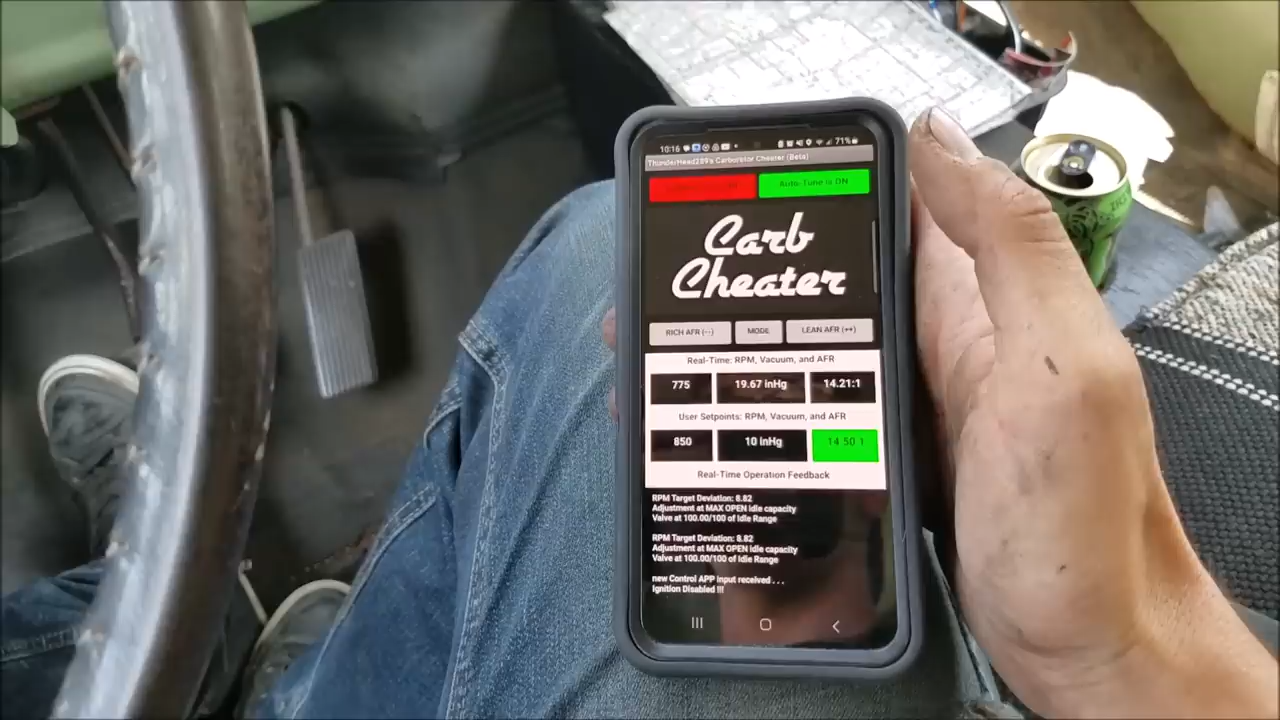 10:16 71%
ThunderHead289's Carburetor Cheater (Beta)
Auto-Tune is ON
Carb
Cheater
RICH AFR (--) MODE LEAN AFR (++)
Real-Time: RPM, Vacuum, and AFR
775 19.67 inHg 14.21:1
User Setpoints: RPM, Vacuum, and AFR
850 10 inHg 14 50 1
Real-Time Operation Feedback
RPM Target Deviation: 8.82
Adjustment at MAX OPEN Idle capacity
Valve at 100.00/100 of Idle Range
RPM Target Deviation: 8.82
Adjustment at MAX OPEN Idle capacity
Valve at 100.00/100 of Idle Range
new Control APP input received . . .
Ignition Disabled !!!